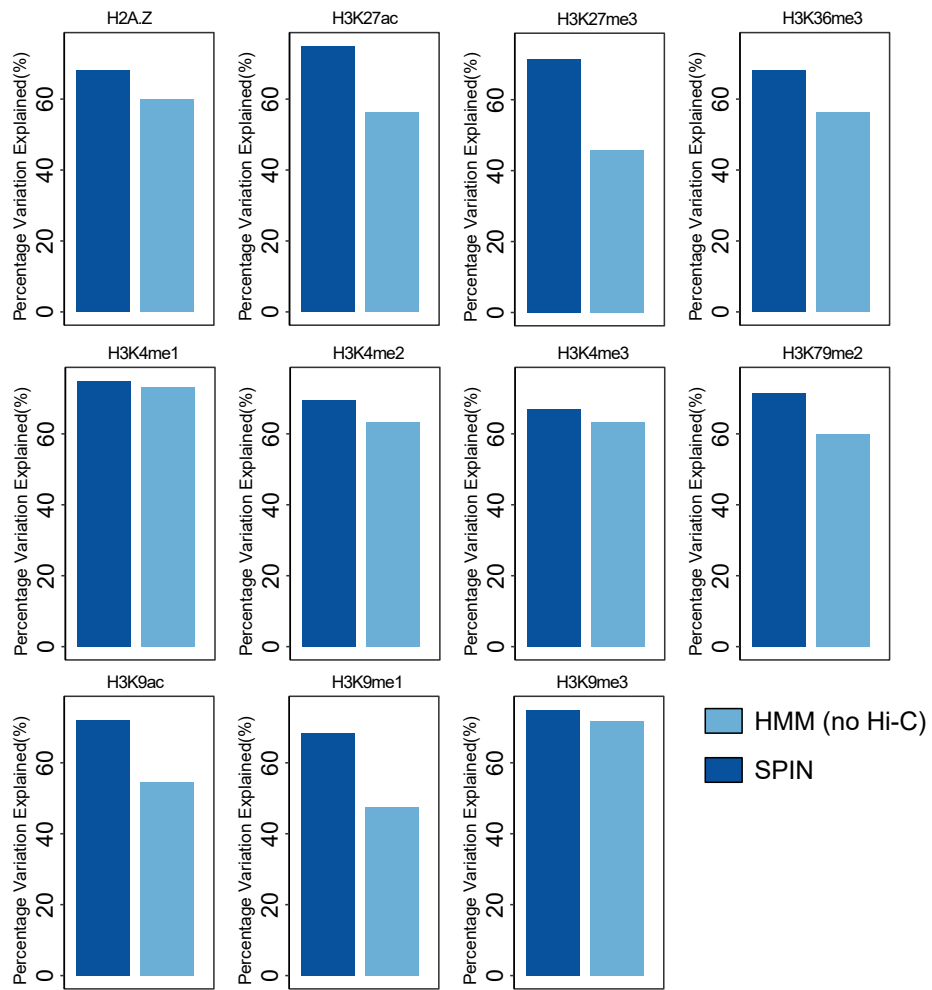 H2A.Z
H3K27ac
H3K27me3
H3K36me3
Percentage Variation Explained(%)
0
20
40
60
Percentage Variation Explained(%)
0
20
40
60
Percentage Variation Explained(%)
0
20
40
60
Percentage Variation Explained(%)
0
20
40
60
H3K4me1
H3K4me2
H3K4me3
H3K79me2
Percentage Variation Explained(%)
0
20
40
60
Percentage Variation Explained(%)
0
20
40
60
Percentage Variation Explained(%)
0
20
40
60
Percentage Variation Explained(%)
0
20
40
60
H3K9ac
H3K9me1
H3K9me3
Percentage Variation Explained(%)
0
20
40
60
Percentage Variation Explained(%)
0
20
40
60
Percentage Variation Explained(%)
0
20
40
60
HMM (no Hi-C)
SPIN